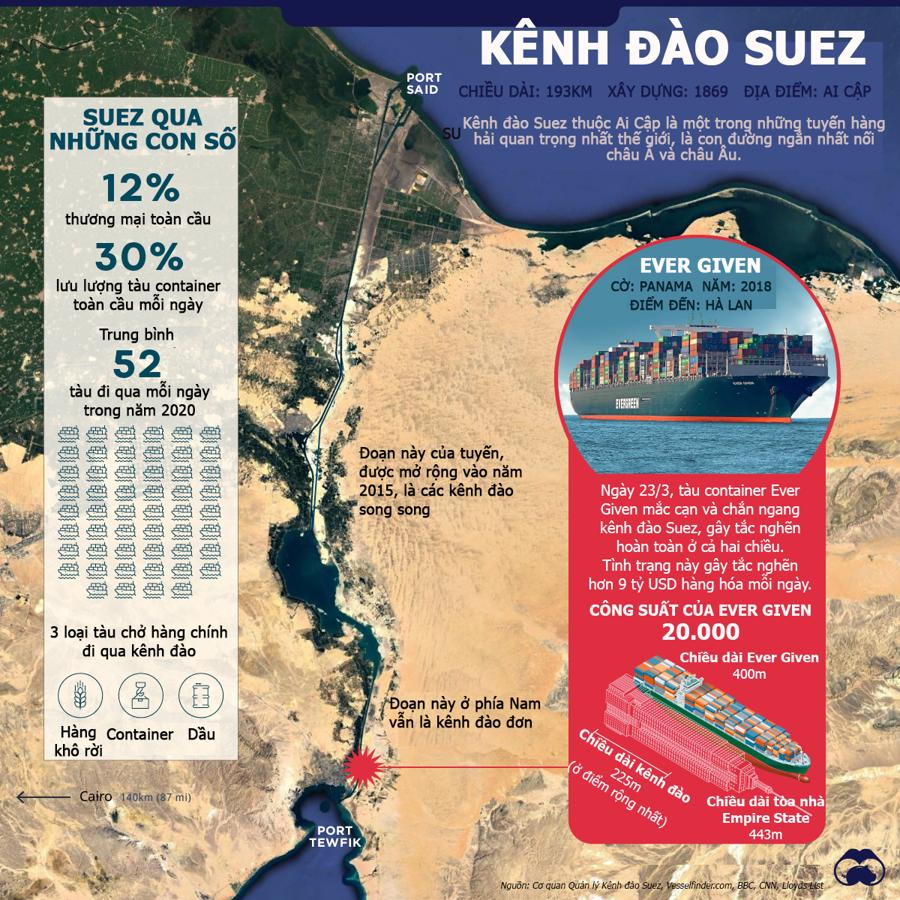 KÊNH ĐÀO SUEZ
CHIỀU DÀI: 193KM XÂY DỰNG: 1869 ĐỊA ĐIỂM: AI CẬP
SU
Kênh đào Suez thuộc Ai Cập là một trong những tuyến hàng
hải quan trọng nhất thế giới, là con đường ngắn nhất nối
châu Á và châu Âu.
PORT
SAID
SUEZ QUA
NHỮNG CON SỐ
12%
thương mại toàn cầu
30%
lưu lượng tàu container
toàn cầu mỗi ngày
Trung bình
52
tàu đi qua mỗi ngày
trong năm 2020
3 loại tàu chở hàng chính
đi qua kênh đào
Hàng
khô rời
Container
Dầu
Cairo 140km (87 mi)
Đoạn này của tuyến,
được mở rộng vào năm
2015, là các kênh đào
song song
Đoạn này ở phía Nam
vẫn là kênh đào đơn
PORT
TEWFIK
EVER GIVEN
CỜ: PANAMA NĂM: 2018
ĐIỂM ĐẾN: HÀ LAN
EVERGREEN
Ngày 23/3, tàu container Ever
Given mắc cạn và chắn ngang
kênh đào Suez, gây tắc nghẽn
hoàn toàn ở cả hai chiều.
Tình trạng này gây tắc nghẽn
hơn 9 tỷ USD hàng hóa mỗi ngày.
CÔNG SUẤT CỦA EVER GIVEN
20.000
Chiều dài Ever Given
400m
Chiều dài kênh đào
225m
(ở điểm rộng nhất)
Chiều dài tòa nhà
Empire State
443m
Nguồn: Cơ quan Quản lý Kênh đào Suez, Vesselfinder.com, BBC, CNN, Lloyds List